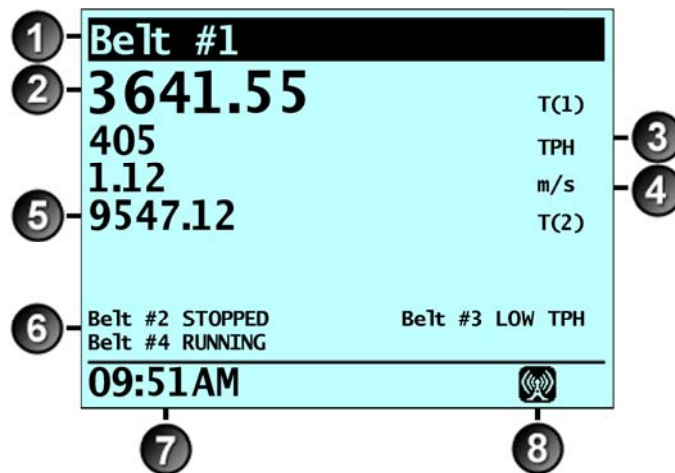 1 Belt #1
2 3641.55 T(1)
405 TPH 3
1.12 m/s 4
5 9547.12 T(2)
6 Belt #2 STOPPED Belt #3 LOW TPH
Belt #4 RUNNING
09:51AM
7 8